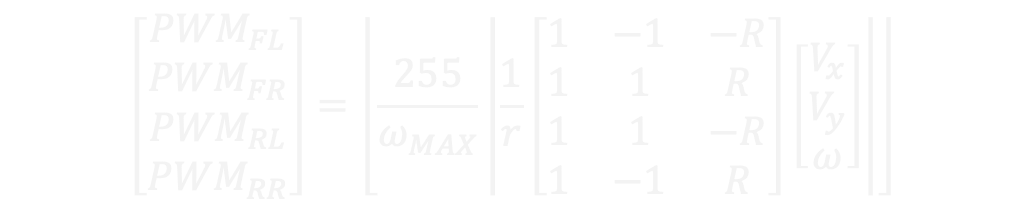 [PWM_FL] = ⌊ 255/ω_MAX | 1/r [1 −1 −R] [V_x] | ⌋
[PWM_FR] [1 1 R] [V_y]
[PWM_RL] [1 1 −R] [ω]
[PWM_RR] [1 −1 R]